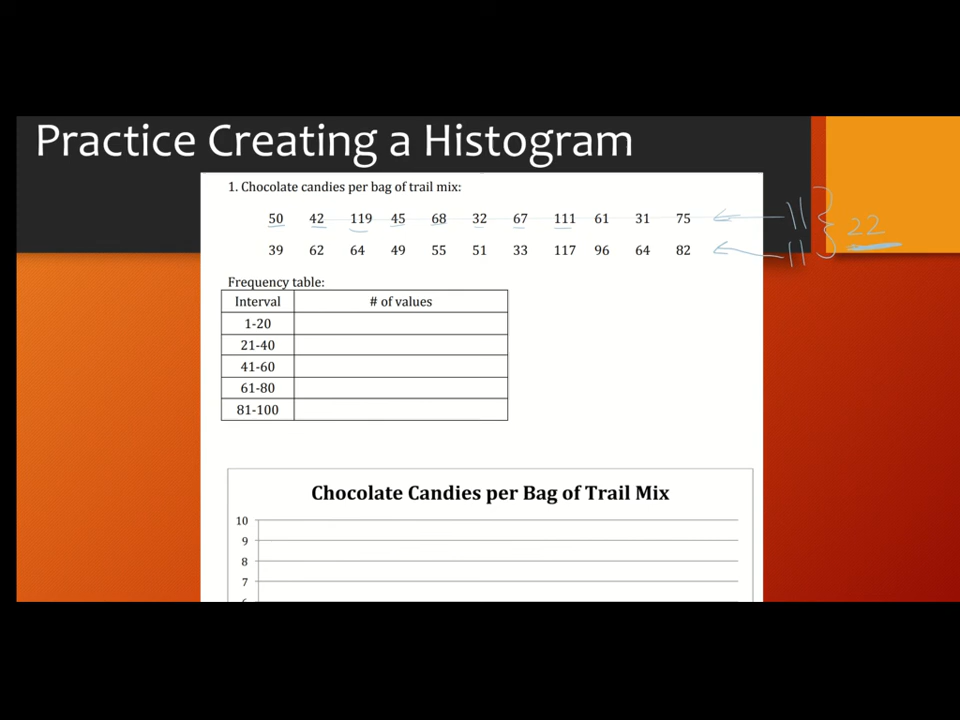 Practice Creating a Histogram
1. Chocolate candies per bag of trail mix:
50 42 119 45 68 32 67 111 61 31 75 11
22
39 62 64 49 55 51 33 117 96 64 82 11
Frequency table:
Interval # of values
1-20
21-40
41-60
61-80
81-100
Chocolate Candies per Bag of Trail Mix
10
9
8
7